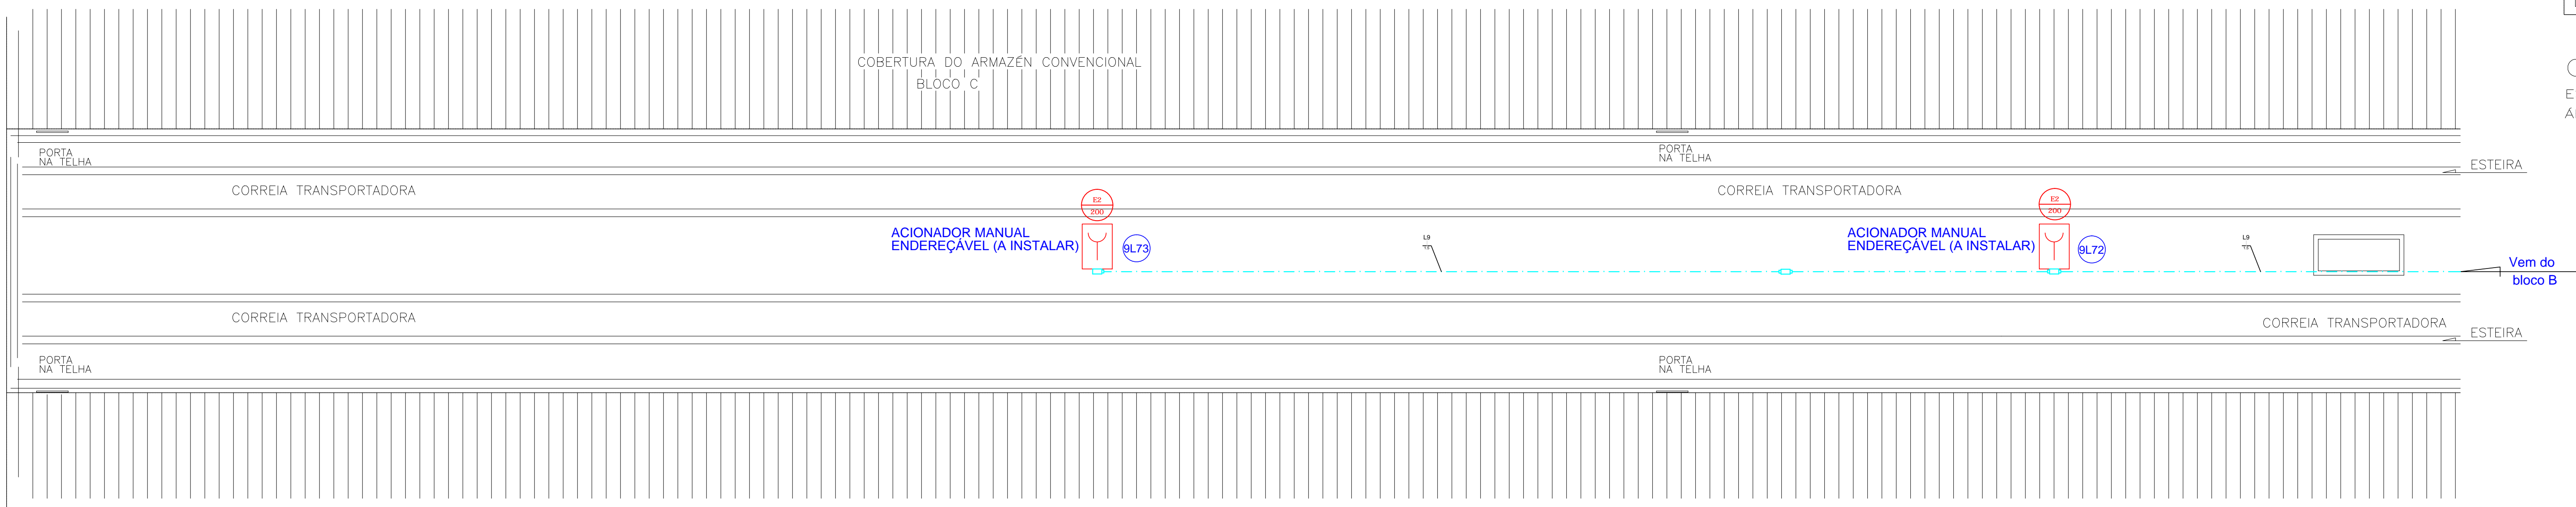 COBERTURA DO ARMAZÉN CONVENCIONAL
BLOCO C
PORTA
NA TELHA
PORTA
NA TELHA
ESTEIRA
CORREIA TRANSPORTADORA
CORREIA TRANSPORTADORA
E2
200
E2
200
ACIONADOR MANUAL
ENDEREÇÁVEL (A INSTALAR)
9L73
L9
ACIONADOR MANUAL
ENDEREÇÁVEL (A INSTALAR)
9L72
L9
Vem do
bloco B
CORREIA TRANSPORTADORA
CORREIA TRANSPORTADORA
ESTEIRA
PORTA
NA TELHA
PORTA
NA TELHA